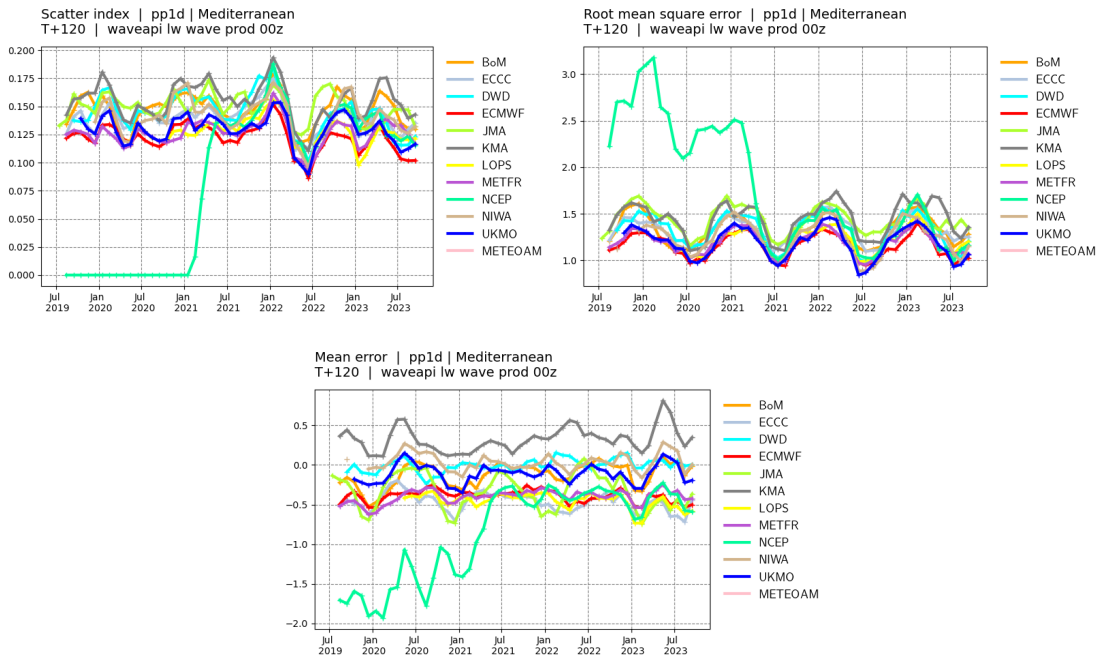 Scatter index | pp1d | Mediterranean
T+120 | waveapi lw wave prod 00z
0.200
0.175
0.150
0.125
0.100
0.075
0.050
0.025
0.000
Jul 2019
Jan 2020
Jul 2020
Jan 2021
Jul 2021
Jan 2022
Jul 2022
Jan 2023
Jul 2023
BoM
ECCC
DWD
ECMWF
JMA
KMA
LOPS
METFR
NCEP
NIWA
UKMO
METEOAM
Root mean square error | pp1d | Mediterranean
T+120 | waveapi lw wave prod 00z
3.0
2.5
2.0
1.5
1.0
Jul 2019
Jan 2020
Jul 2020
Jan 2021
Jul 2021
Jan 2022
Jul 2022
Jan 2023
Jul 2023
BoM
ECCC
DWD
ECMWF
JMA
KMA
LOPS
METFR
NCEP
NIWA
UKMO
METEOAM
Mean error | pp1d | Mediterranean
T+120 | waveapi lw wave prod 00z
0.5
0.0
−0.5
−1.0
−1.5
−2.0
Jul 2019
Jan 2020
Jul 2020
Jan 2021
Jul 2021
Jan 2022
Jul 2022
Jan 2023
Jul 2023
BoM
ECCC
DWD
ECMWF
JMA
KMA
LOPS
METFR
NCEP
NIWA
UKMO
METEOAM